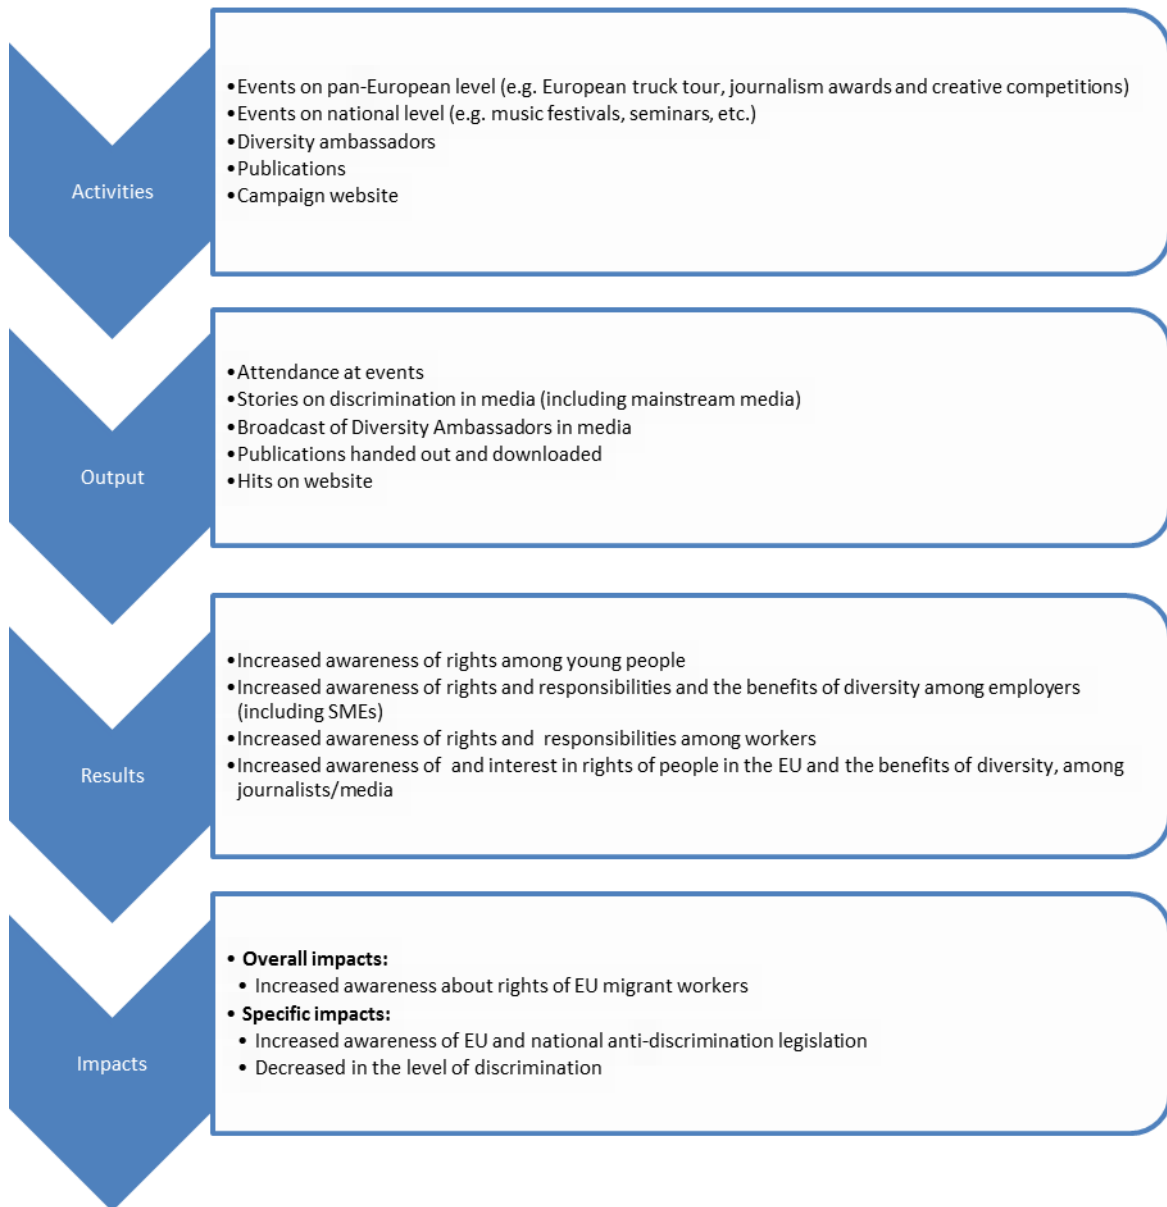 Activities
•Events on pan-European level (e.g. European truck tour, journalism awards and creative competitions)
•Events on national level (e.g. music festivals, seminars, etc.)
•Diversity ambassadors
•Publications
•Campaign website
Output
•Attendance at events
•Stories on discrimination in media (including mainstream media)
•Broadcast of Diversity Ambassadors in media
•Publications handed out and downloaded
•Hits on website
Results
•Increased awareness of rights among young people
•Increased awareness of rights and responsibilities and the benefits of diversity among employers
(including SMEs)
•Increased awareness of rights and  responsibilities among workers
•Increased awareness of  and interest in rights of people in the EU and the benefits of diversity, among
journalists/media
Impacts
• Overall impacts:
• Increased awareness about rights of EU migrant workers
• Specific impacts:
• Increased awareness of EU and national anti-discrimination legislation
• Decreased in the level of discrimination